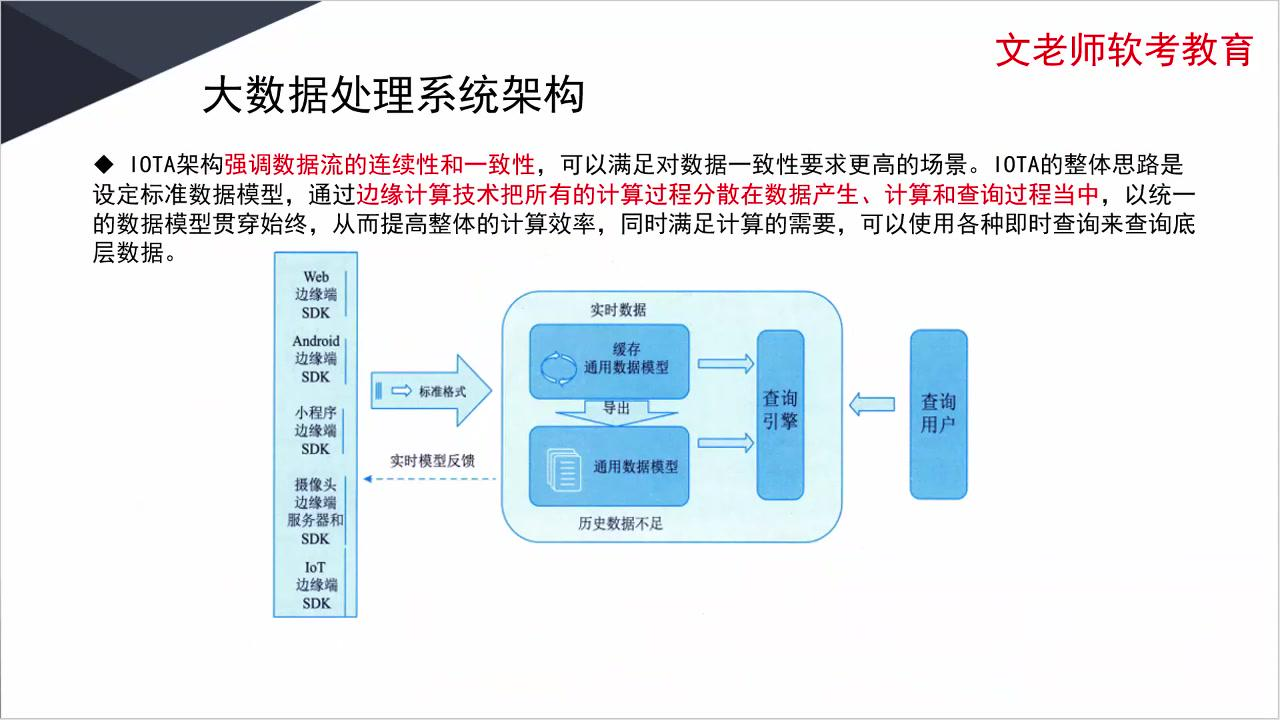 文老师软考教育
大数据处理系统架构
◆ IOTA架构强调数据流的连续性和一致性，可以满足对数据一致性要求更高的场景。IOTA的整体思路是
设定标准数据模型，通过边缘计算技术把所有的计算过程分散在数据产生、计算和查询过程当中，以统一
的数据模型贯穿始终，从而提高整体的计算效率，同时满足计算的需要，可以使用各种即时查询来查询底
层数据。
Web
边缘端
SDK
Android
边缘端
SDK
小程序
边缘端
SDK
摄像头
边缘端
服务器和
SDK
IoT
边缘端
SDK
标准格式
实时模型反馈
实时数据
缓存
通用数据模型
导出
通用数据模型
历史数据不足
查询
引擎
查询
用户